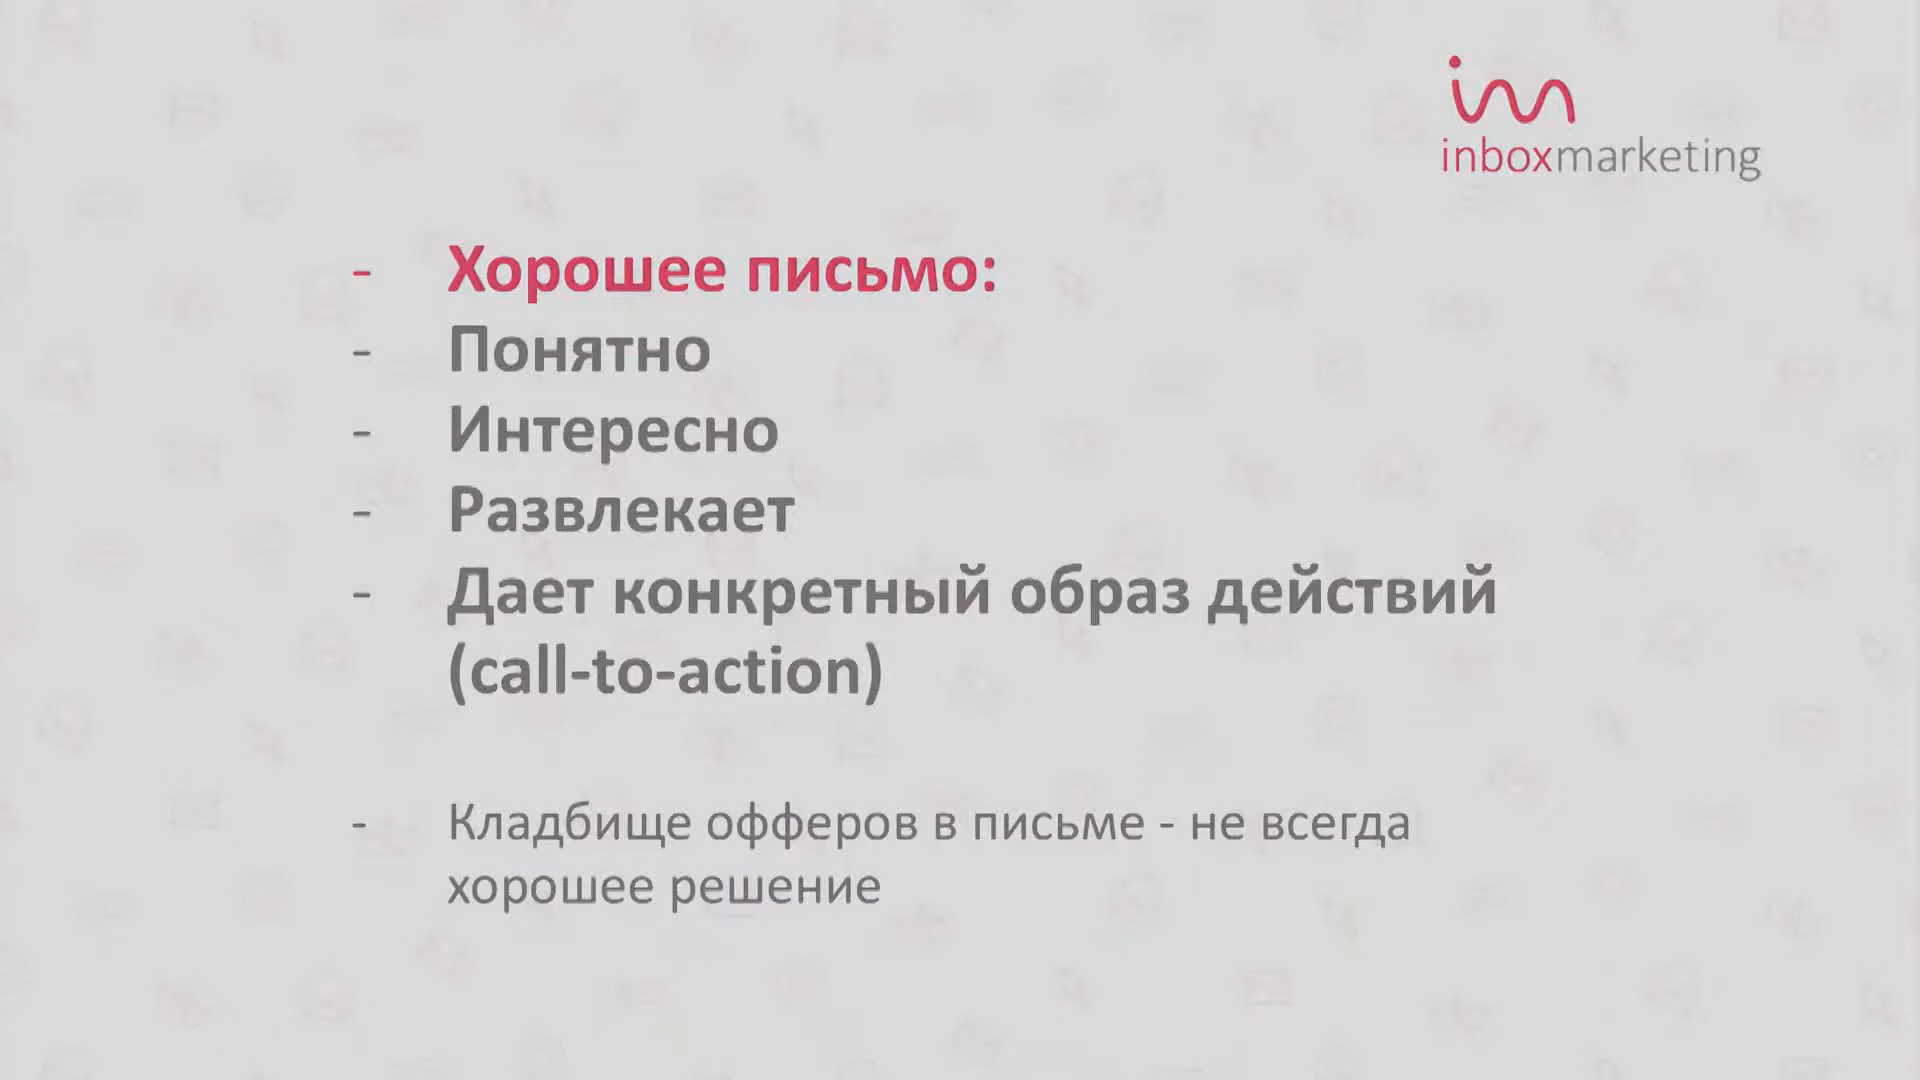 inboxmarketing
- Хорошее письмо:
- Понятно
- Интересно
- Развлекает
- Дает конкретный образ действий
(call-to-action)
- Кладбище офферов в письме - не всегда
хорошее решение